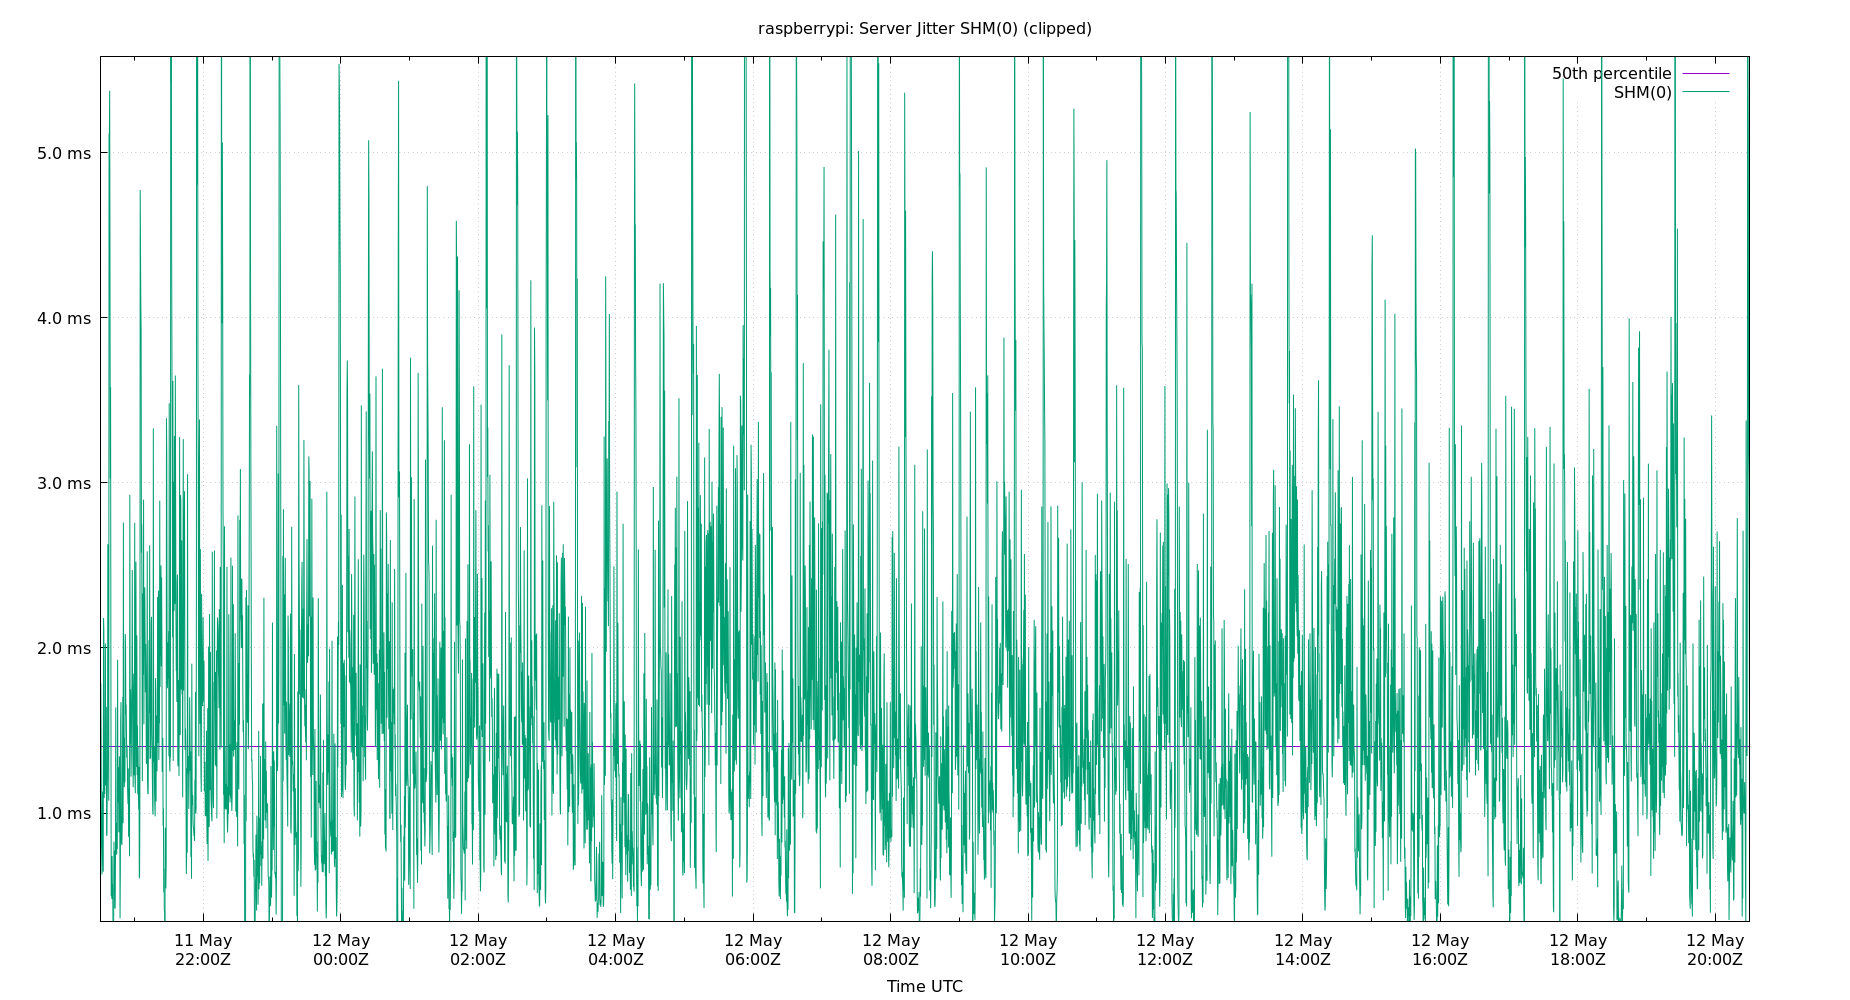 raspberrypi: Server Jitter SHM(0) (clipped)
50th percentile
SHM(0)
5.0 ms
4.0 ms
3.0 ms
2.0 ms
1.0 ms
11 May 12 May 12 May 12 May 12 May 12 May 12 May 12 May 12 May 12 May 12 May 12 May
22:00Z 00:00Z 02:00Z 04:00Z 06:00Z 08:00Z 10:00Z 12:00Z 14:00Z 16:00Z 18:00Z 20:00Z
Time UTC